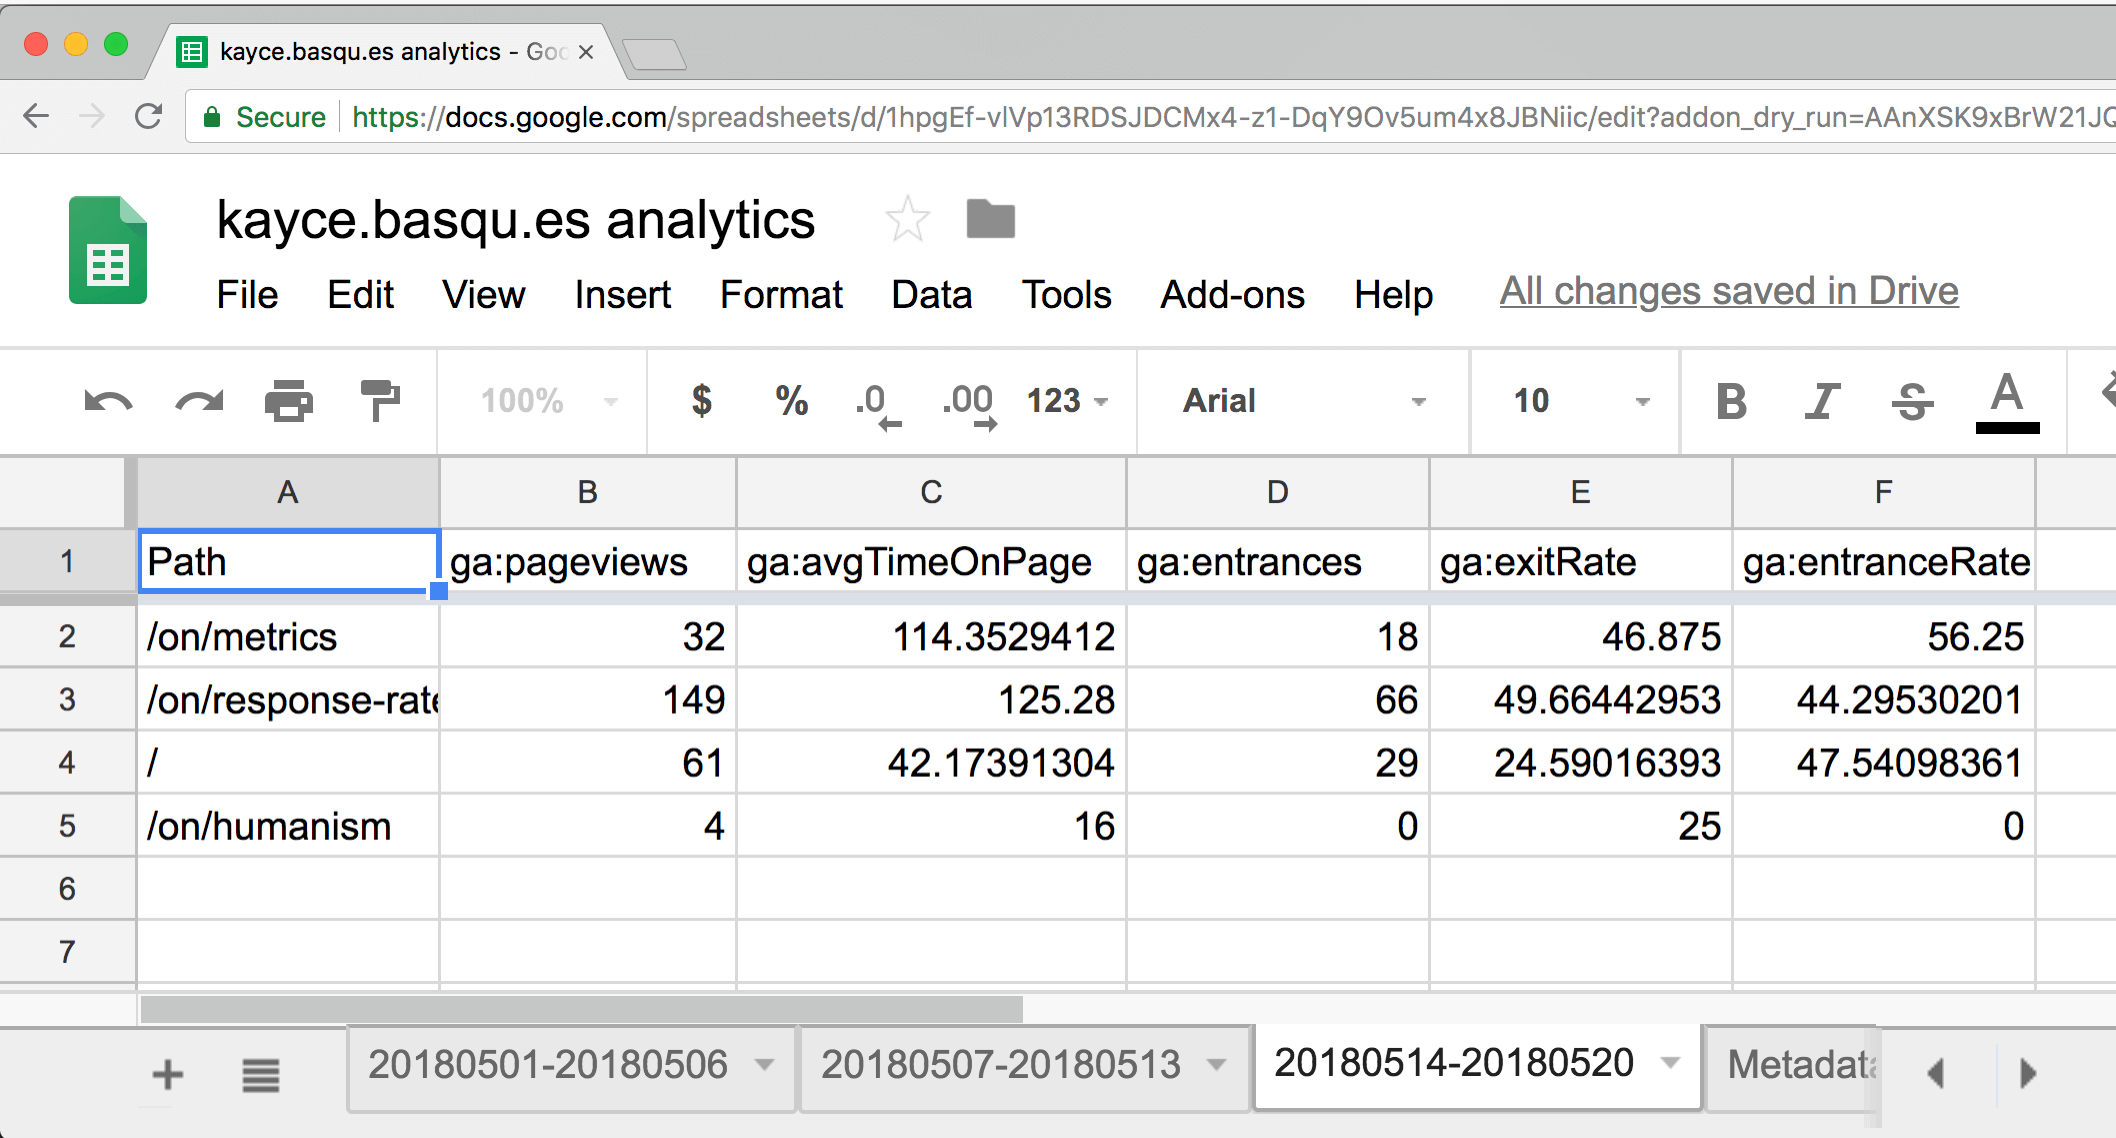 kayce.basqu.es analytics - Goo
Secure https://docs.google.com/spreadsheets/d/1hpgEf-vlVp13RDSJDCMx4-z1-DqY9Ov5um4x8JBNiic/edit?addon_dry_run=AAnXSK9xBrW21JQ
kayce.basqu.es analytics
File Edit View Insert Format Data Tools Add-ons Help All changes saved in Drive
100% $ % .0 .00 123 Arial 10 B I S A
A B C D E F
1 Path ga:pageviews ga:avgTimeOnPage ga:entrances ga:exitRate ga:entranceRate
2 /on/metrics 32 114.3529412 18 46.875 56.25
3 /on/response-rate 149 125.28 66 49.66442953 44.29530201
4 / 61 42.17391304 29 24.59016393 47.54098361
5 /on/humanism 4 16 0 25 0
6
7
20180501-20180506 20180507-20180513 20180514-20180520 Metadata